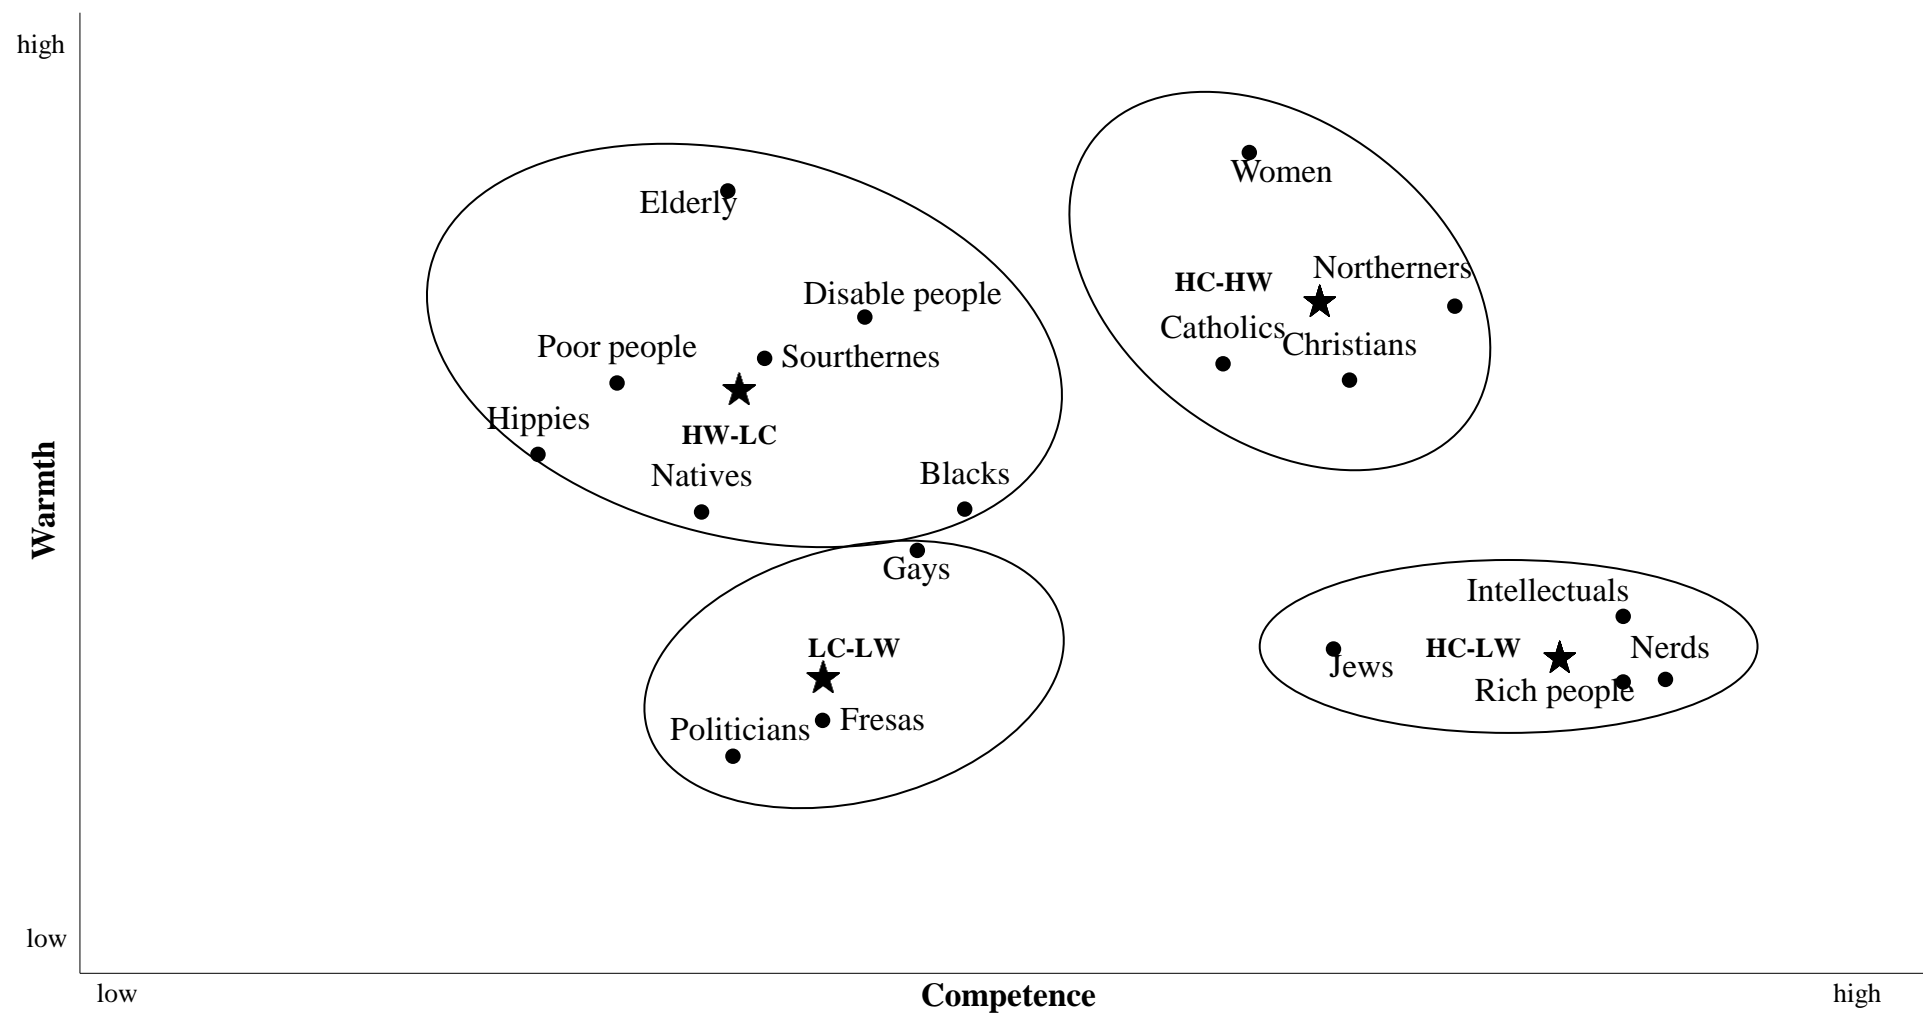 high
Women
Elderly
Northerners
HC-HW
Disable people
Catholics
Christians
Poor people
Sourthernes
Hippies
HW-LC
Natives
Blacks
Warmth
Gays
Intellectuals
LC-LW
HC-LW
Nerds
Jews
Rich people
Politicians
Fresas
low
low
Competence
high